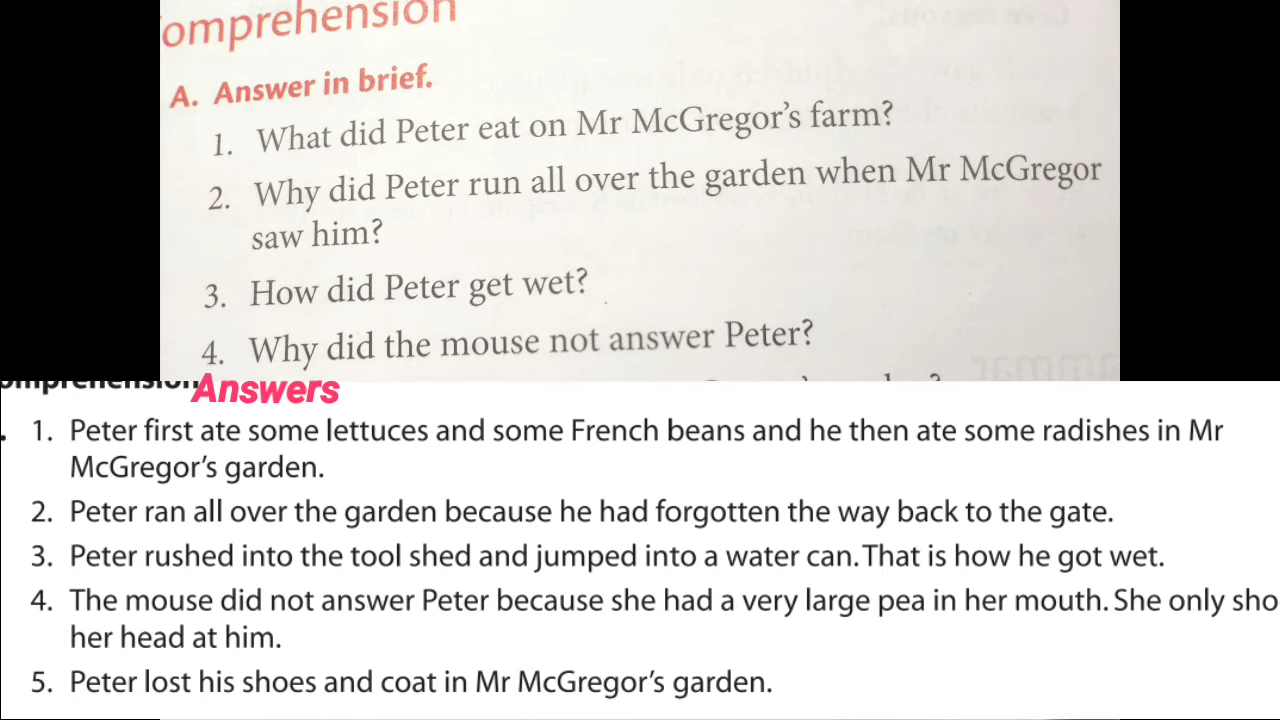 omprehension
A. Answer in brief.
1. What did Peter eat on Mr McGregor's farm?
2. Why did Peter run all over the garden when Mr McGregor
saw him?
3. How did Peter get wet?
4. Why did the mouse not answer Peter?
omprehension
Answers
1. Peter first ate some lettuces and some French beans and he then ate some radishes in Mr
McGregor's garden.
2. Peter ran all over the garden because he had forgotten the way back to the gate.
3. Peter rushed into the tool shed and jumped into a water can. That is how he got wet.
4. The mouse did not answer Peter because she had a very large pea in her mouth. She only sho
her head at him.
5. Peter lost his shoes and coat in Mr McGregor's garden.